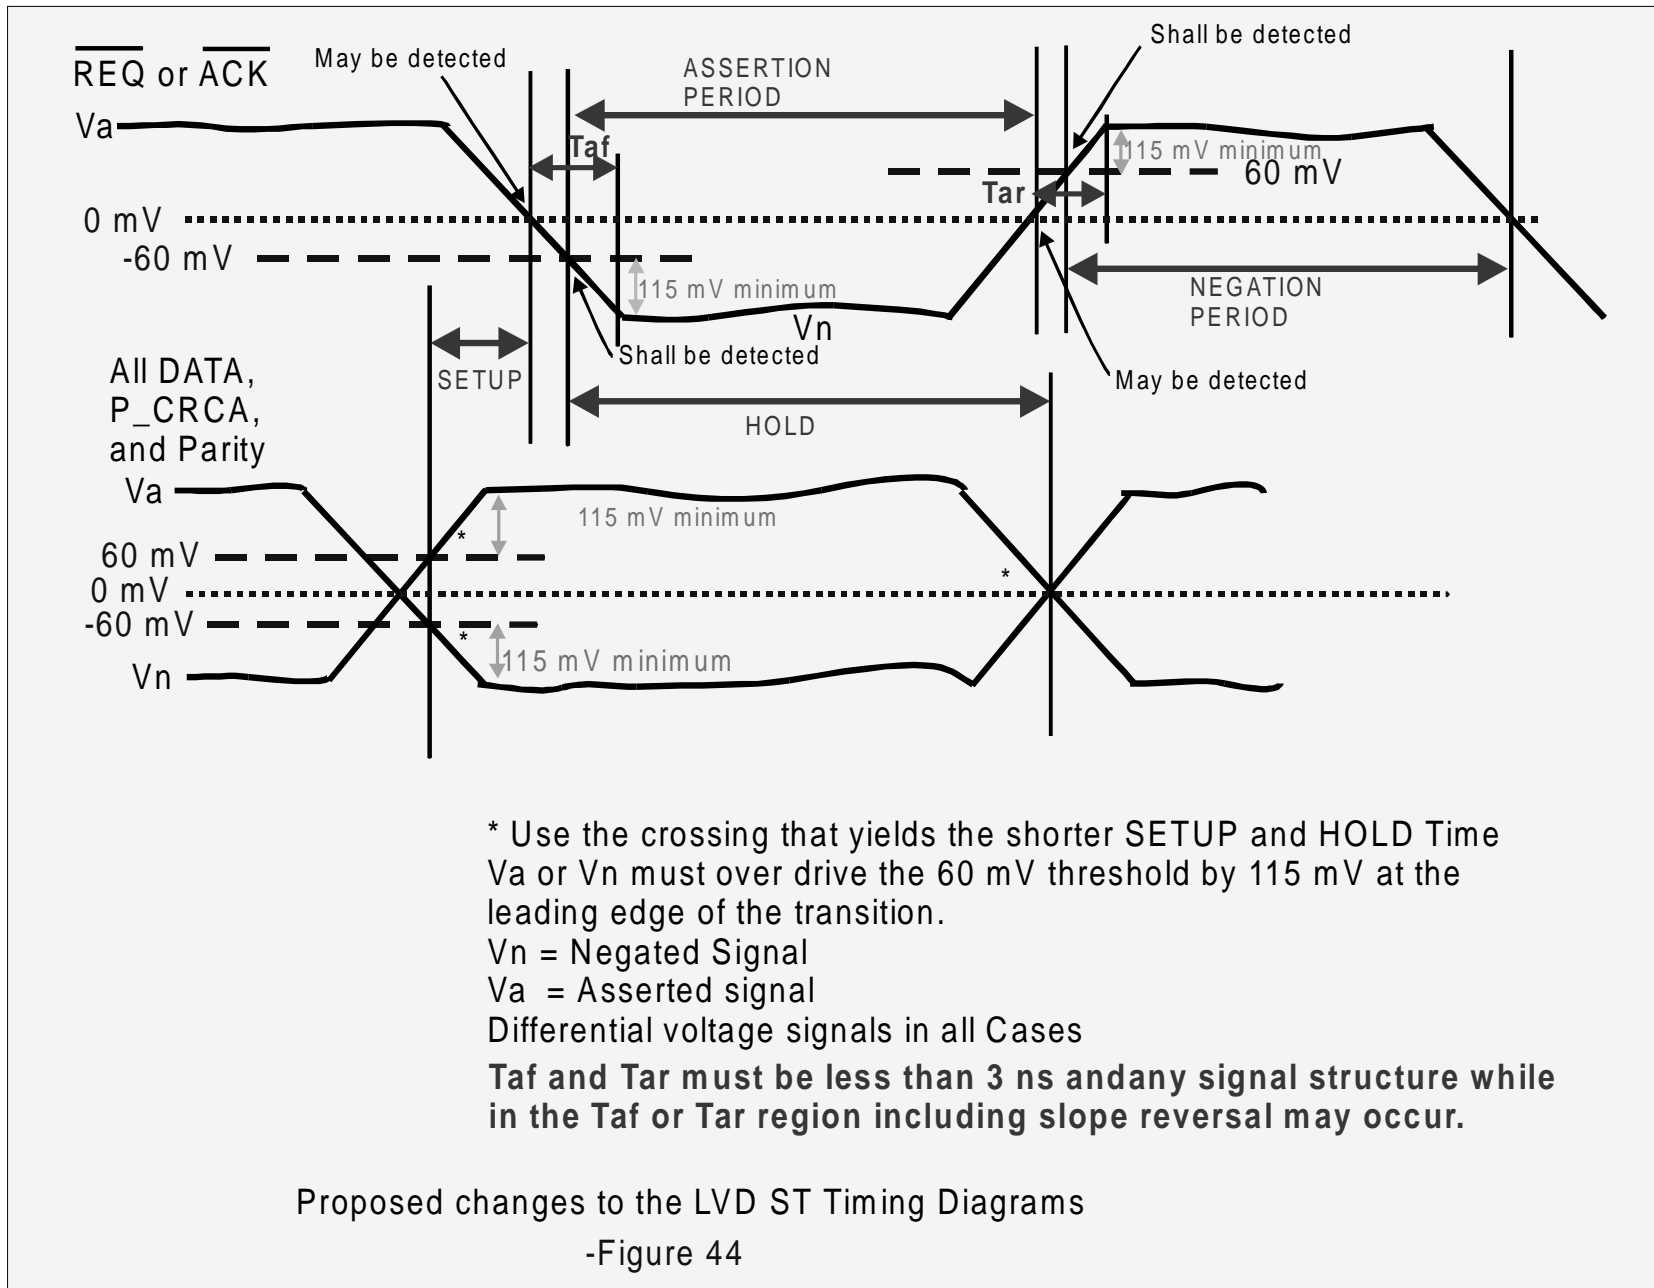 REQ or ACK
May be detected
ASSERTION
PERIOD
Shall be detected
Va
Taf
115 mV minimum
60 mV
Tar
0 mV
-60 mV
115 mV minimum
NEGATION
PERIOD
Vn
Shall be detected
SETUP
May be detected
HOLD
All DATA,
P_CRCA,
and Parity
Va
115 mV minimum
*
60 mV
0 mV
*
-60 mV
*
115 mV minimum
Vn
* Use the crossing that yields the shorter SETUP and HOLD Time
Va or Vn must over drive the 60 mV threshold by 115 mV at the
leading edge of the transition.
Vn = Negated Signal
Va = Asserted signal
Differential voltage signals in all Cases
Taf and Tar must be less than 3 ns andany signal structure while
in the Taf or Tar region including slope reversal may occur.
Proposed changes to the LVD ST Timing Diagrams
-Figure 44